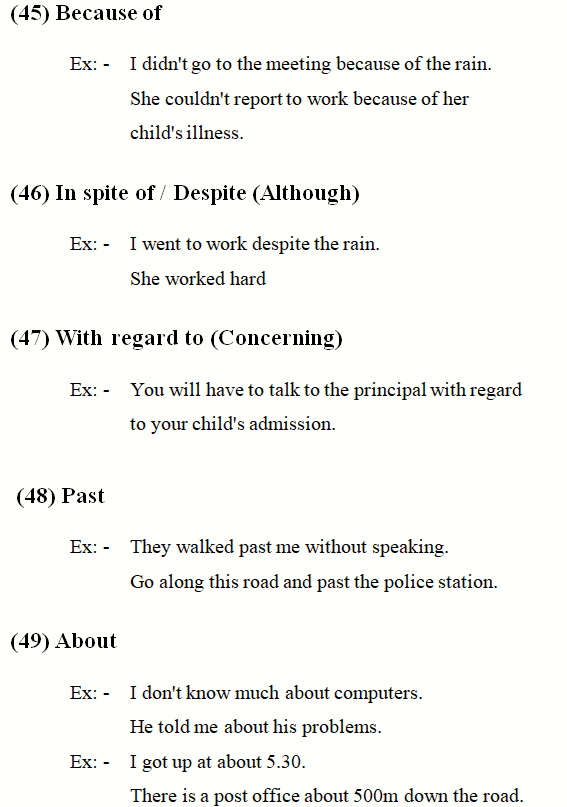 (45) Because of
Ex: - I didn't go to the meeting because of the rain.
She couldn't report to work because of her
child's illness.
(46) In spite of / Despite (Although)
Ex: - I went to work despite the rain.
She worked hard
(47) With regard to (Concerning)
Ex: - You will have to talk to the principal with regard
to your child's admission.
(48) Past
Ex: - They walked past me without speaking.
Go along this road and past the police station.
(49) About
Ex: - I don't know much about computers.
He told me about his problems.
Ex: - I got up at about 5.30.
There is a post office about 500m down the road.